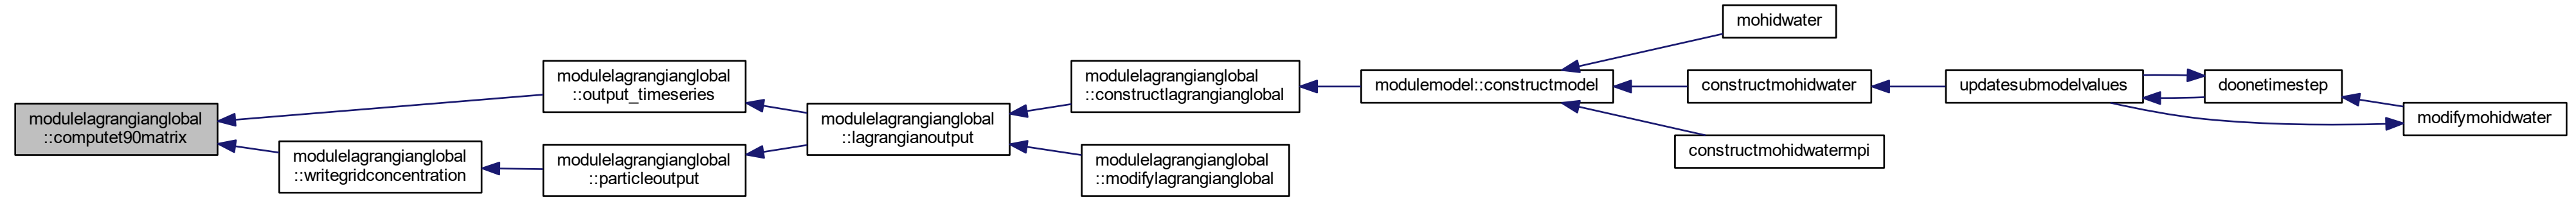 modulelagrangianglobal
::computet90matrix
modulelagrangianglobal
::output_timeseries
modulelagrangianglobal
::writegridconcentration
modulelagrangianglobal
::particleoutput
modulelagrangianglobal
::lagrangianoutput
modulelagrangianglobal
::constructlagrangianglobal
modulelagrangianglobal
::modifylagrangianglobal
modulemodel::constructmodel
mohidwater
constructmohidwater
constructmohidwatermpi
updatesubmodelvalues
doonetimestep
modifymohidwater